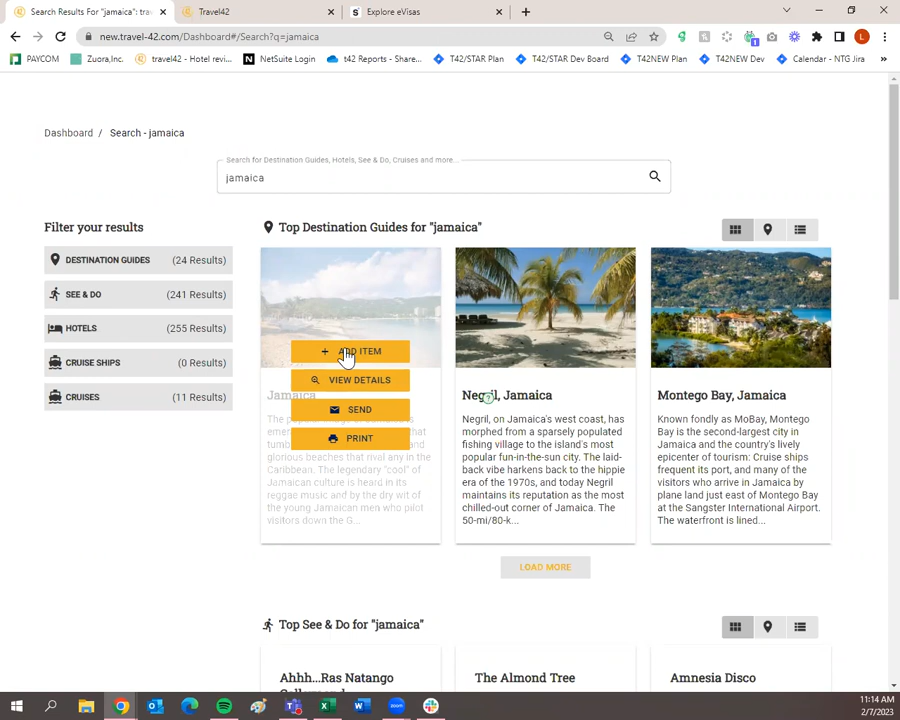 Search Results For "jamaica": trav
Travel42
Explore eVisas
new.travel-42.com/Dashboard#/Search?q=jamaica
PAYCOM
Zuora,Inc.
travel42 - Hotel revi...
NetSuite Login
t42 Reports - Share...
T42/STAR Plan
T42/STAR Dev Board
T42NEW Plan
T42NEW Dev
Calendar - NTG Jira
Dashboard / Search - jamaica
Search for Destination Guides, Hotels, See & Do, Cruises and more...
jamaica
Filter your results
DESTINATION GUIDES (24 Results)
SEE & DO (241 Results)
HOTELS (255 Results)
CRUISE SHIPS (0 Results)
CRUISES (11 Results)
Top Destination Guides for "jamaica"
+ ADD ITEM
VIEW DETAILS
SEND
PRINT
Jamaica
The
emer that
tumb and
glorious beaches that rival any in the
Caribbean. The legendary "cool" of
Jamaican culture is heard in its
reggae music and by the dry wit of
the young Jamaican men who pilot
visitors down the G...
Negril, Jamaica
Negril, on Jamaica's west coast, has
morphed from a sparsely populated
fishing village to the island's most
popular fun-in-the-sun city. The laid-
back vibe harkens back to the hippie
era of the 1970s, and today Negril
maintains its reputation as the most
chilled-out corner of Jamaica. The
50-mi/80-k...
Montego Bay, Jamaica
Known fondly as MoBay, Montego
Bay is the second-largest city in
Jamaica and the country's lively
epicenter of tourism: Cruise ships
frequent its port, and many of the
visitors who arrive in Jamaica by
plane land just east of Montego Bay
at the Sangster International Airport.
The waterfront is lined...
LOAD MORE
Top See & Do for "jamaica"
Ahhh...Ras Natango
The Almond Tree
Amnesia Disco
11:14 AM
2/7/2023